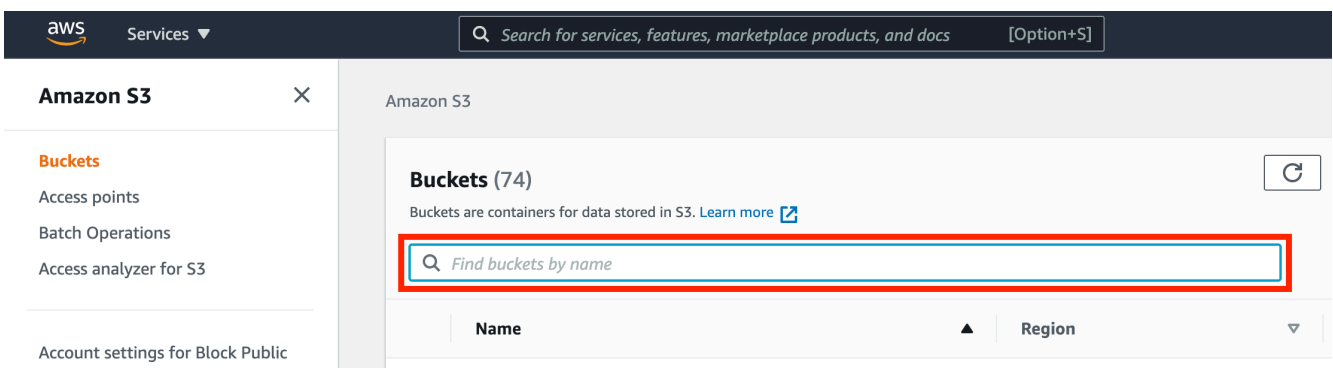 aws Services ▼ Search for services, features, marketplace products, and docs [Option+S]
Amazon S3
Buckets
Access points
Batch Operations
Access analyzer for S3
Account settings for Block Public
Amazon S3
Buckets (74)
Buckets are containers for data stored in S3. Learn more
Find buckets by name
Name Region